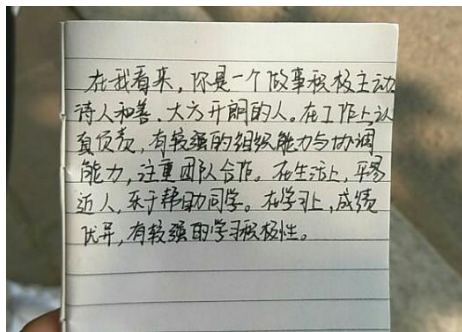 在我看来，你是一个做事积极主动
待人和善、大方开朗的人。在工作上，认
真负责，有较强的组织能力与协调
能力，注重团队合作。在生活上，平易
近人，乐于帮助同学。在学习上，成绩
优异，有较强的学习积极性。